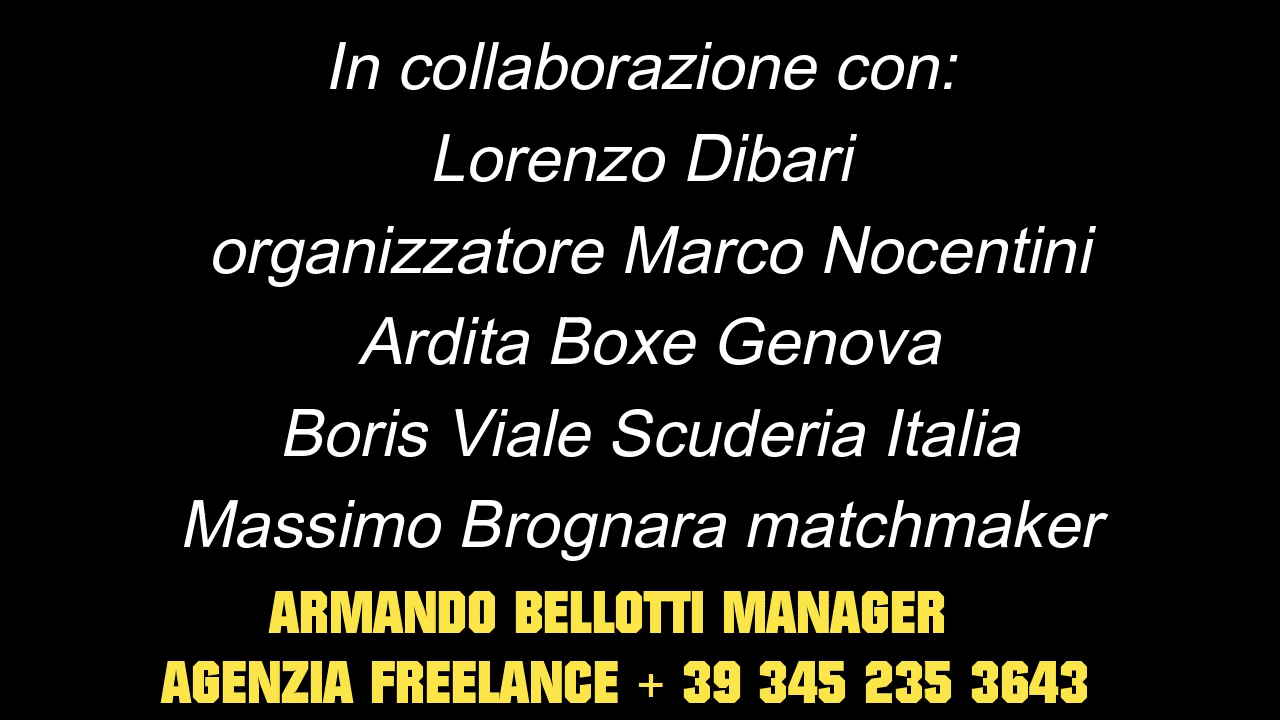 In collaborazione con:
Lorenzo Dibari
organizzatore Marco Nocentini
Ardita Boxe Genova
Boris Viale Scuderia Italia
Massimo Brognara matchmaker
ARMANDO BELLOTTI MANAGER
AGENZIA FREELANCE + 39 345 235 3643